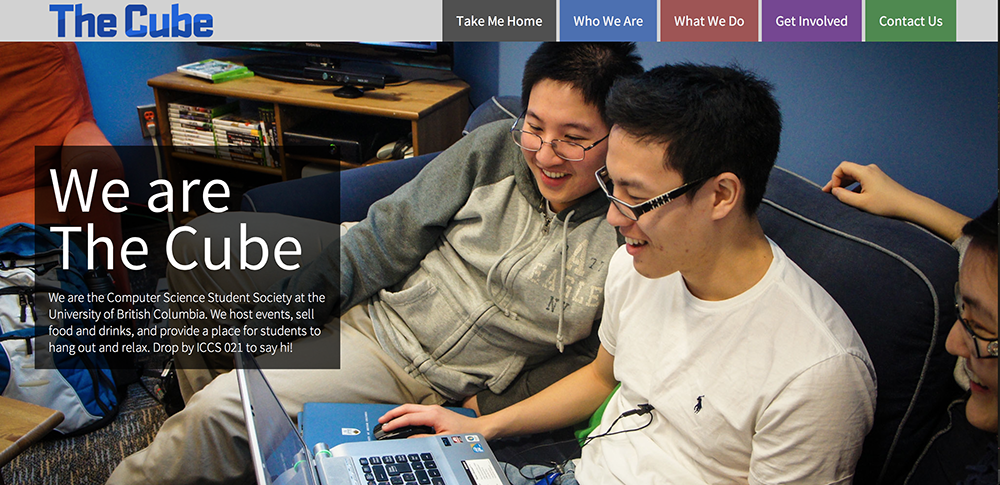 The Cube
Take Me Home
Who We Are
What We Do
Get Involved
Contact Us
We are
The Cube
We are the Computer Science Student Society at the
University of British Columbia. We host events, sell
food and drinks, and provide a place for students to
hang out and relax. Drop by ICCS 021 to say hi!
A
EAGLE
NY